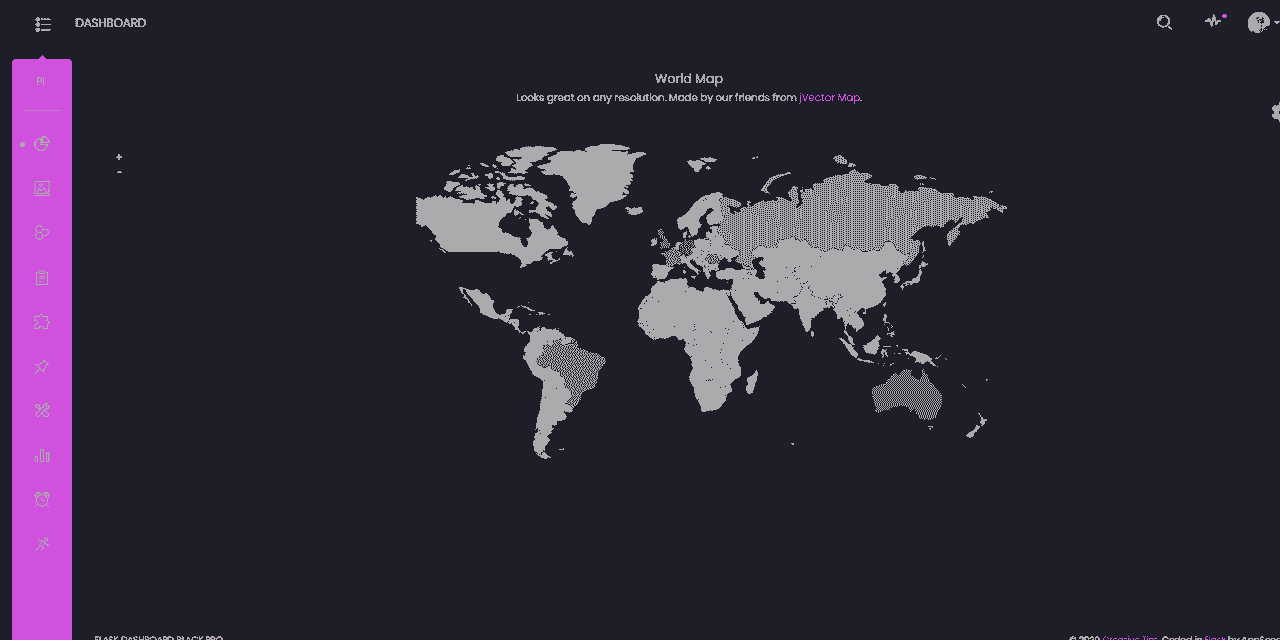 DASHBOARD
PI
World Map
Looks great on any resolution. Made by our friends from jVector Map.
+
-
FLASK DASHBOARD BLACK PRO
© 2020 Creative Tim. Coded in Flask by